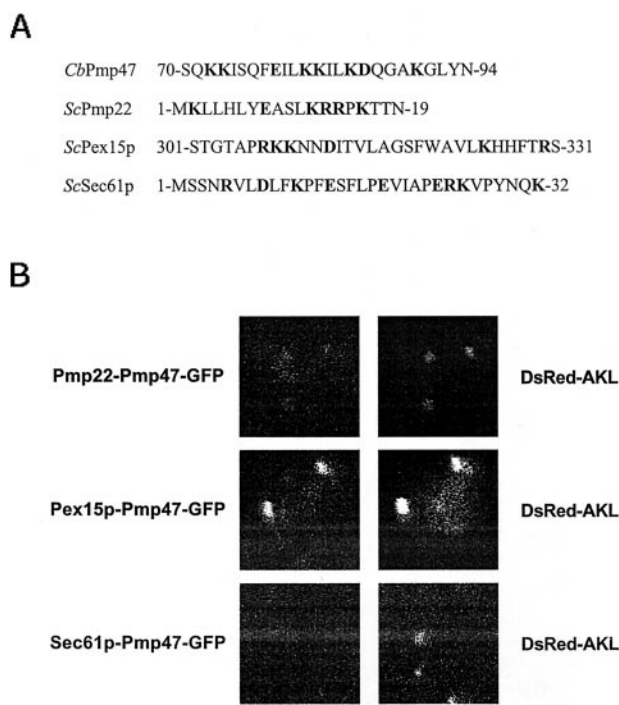 A
CbPmp47 70-SQKKISQFEILKKILKDQGAKGLYN-94
ScPmp22 1-MKLLHLYEASLKRRPKTTN-19
ScPex15p 301-STGTAPRKKNNDITVLAGSFWAVLKHHFTRS-331
ScSec61p 1-MSSNRVLDLFKPFESFLPEVIAPERKVPYNQK-32
B
Pmp22-Pmp47-GFP DsRed-AKL
Pex15p-Pmp47-GFP DsRed-AKL
Sec61p-Pmp47-GFP DsRed-AKL